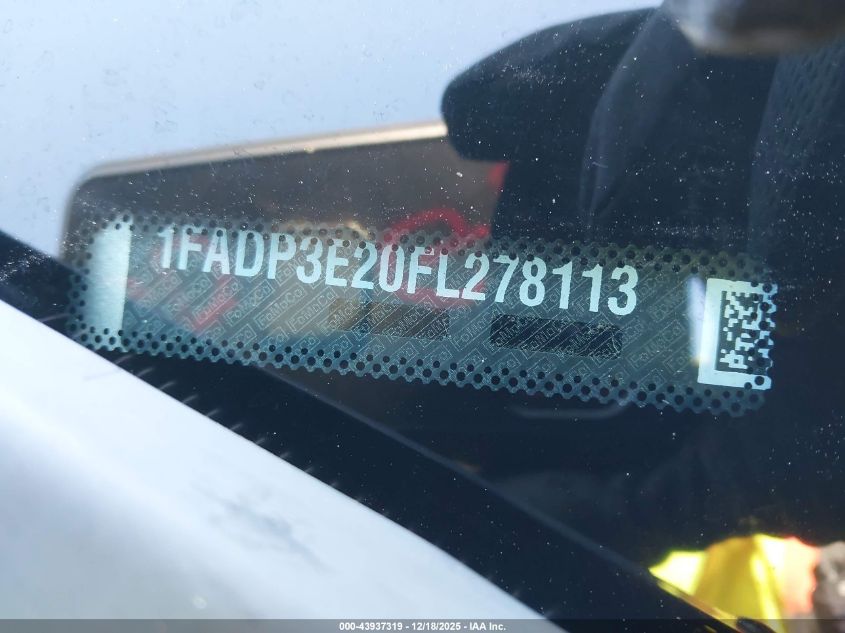 1FADP3E20FL278113
000-43937319 - 12/18/2025 - IAA Inc.